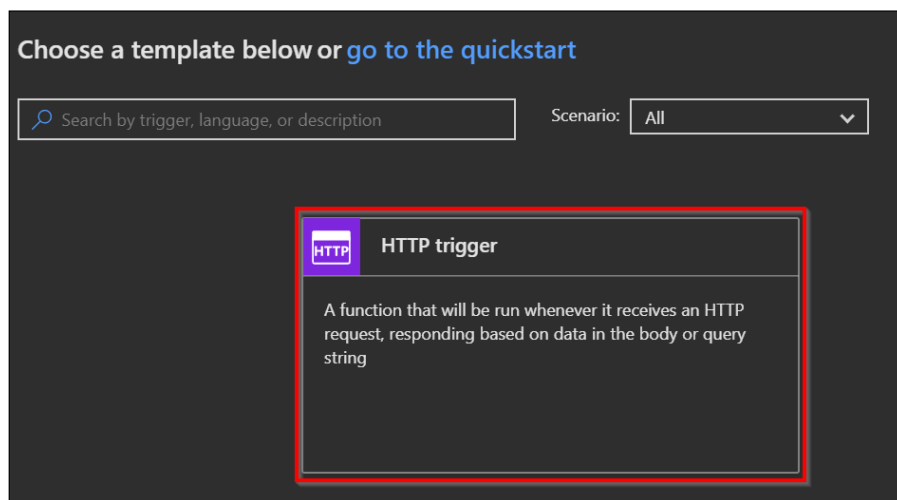 Choose a template below or go to the quickstart
Search by trigger, language, or description
Scenario: All
HTTP HTTP trigger
A function that will be run whenever it receives an HTTP
request, responding based on data in the body or query
string